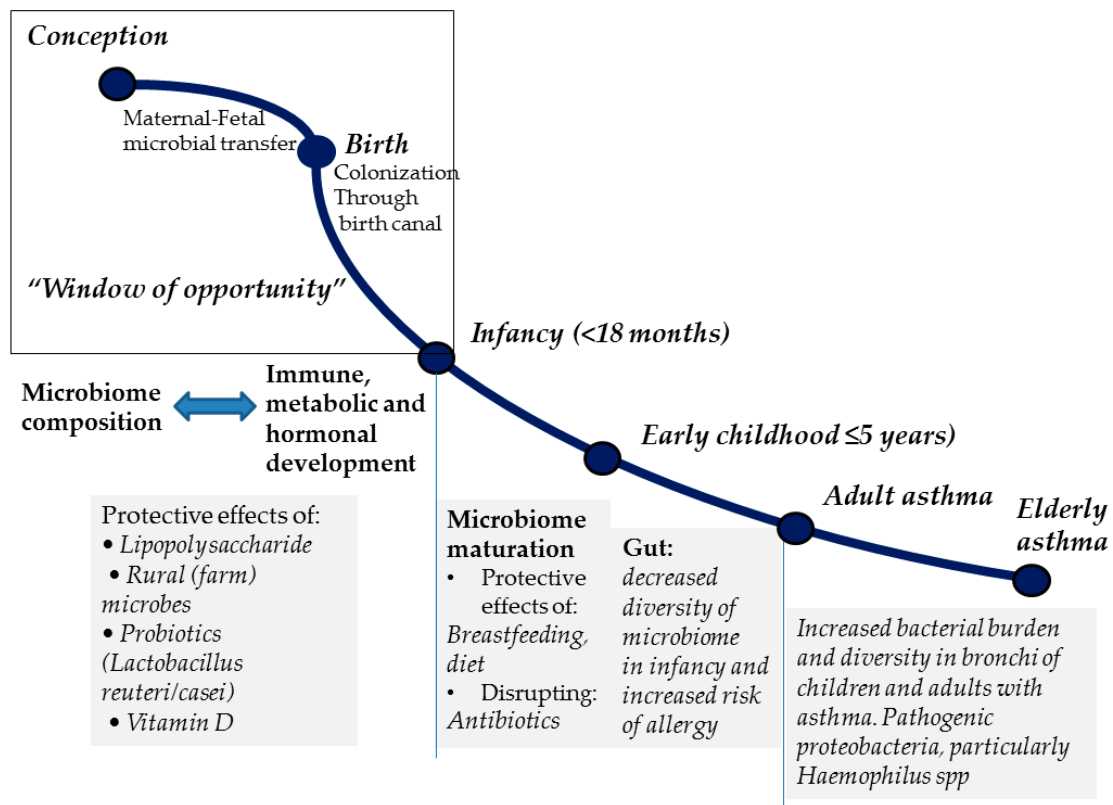 Conception
Maternal-Fetal
microbial transfer
Birth
Colonization
Through
birth canal
“Window of opportunity”
Infancy (<18 months)
Microbiome
composition
Immune,
metabolic and
hormonal
development
Early childhood ≤5 years)
Adult asthma
Elderly
asthma
Protective effects of:
• Lipopolysaccharide
• Rural (farm)
microbes
• Probiotics
(Lactobacillus
reuteri/casei)
• Vitamin D
Microbiome
maturation
• Protective
effects of:
Breastfeeding,
diet
• Disrupting:
Antibiotics
Gut:
decreased
diversity of
microbiome
in infancy and
increased risk
of allergy
Increased bacterial burden
and diversity in bronchi of
children and adults with
asthma. Pathogenic
proteobacteria, particularly
Haemophilus spp